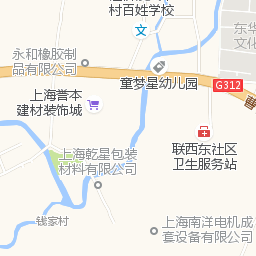 村百姓学校
东华
文化
永和橡胶制
品有限公司
童梦星幼儿园
G312
上海誉本
建材装饰城
联西东社区
卫生服务站
上海乾星包装
材料有限公司
钱家村
上海南洋电机成
套设备有限公司